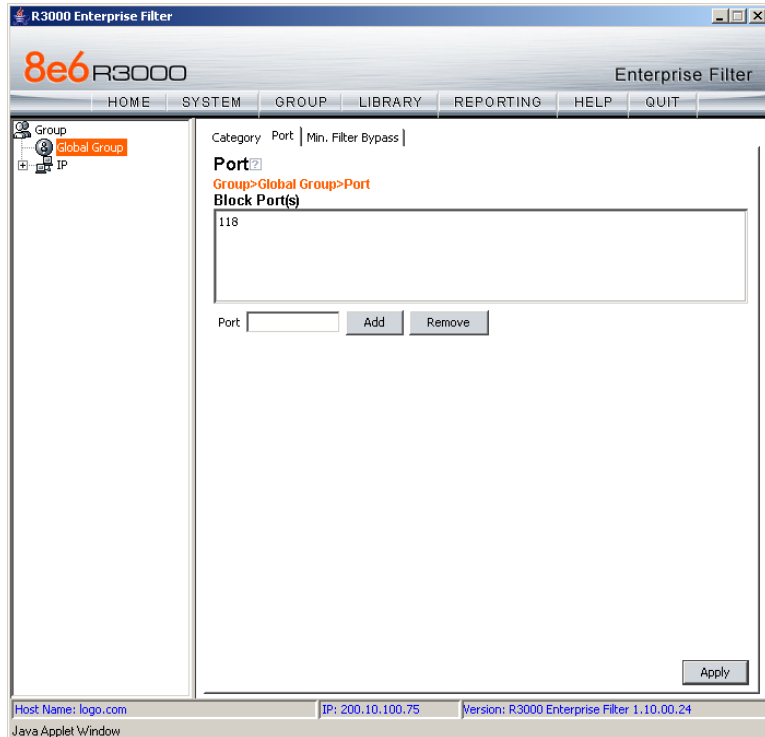 R3000 Enterprise Filter
8e6 R3000
Enterprise Filter
HOME SYSTEM GROUP LIBRARY REPORTING HELP QUIT
Group
Global Group
IP
Category Port Min. Filter Bypass
Port ?
Group>Global Group>Port
Block Port(s)
118
Port Add Remove
Apply
Host Name: logo.com IP: 200.10.100.75 Version: R3000 Enterprise Filter 1.10.00.24
Java Applet Window